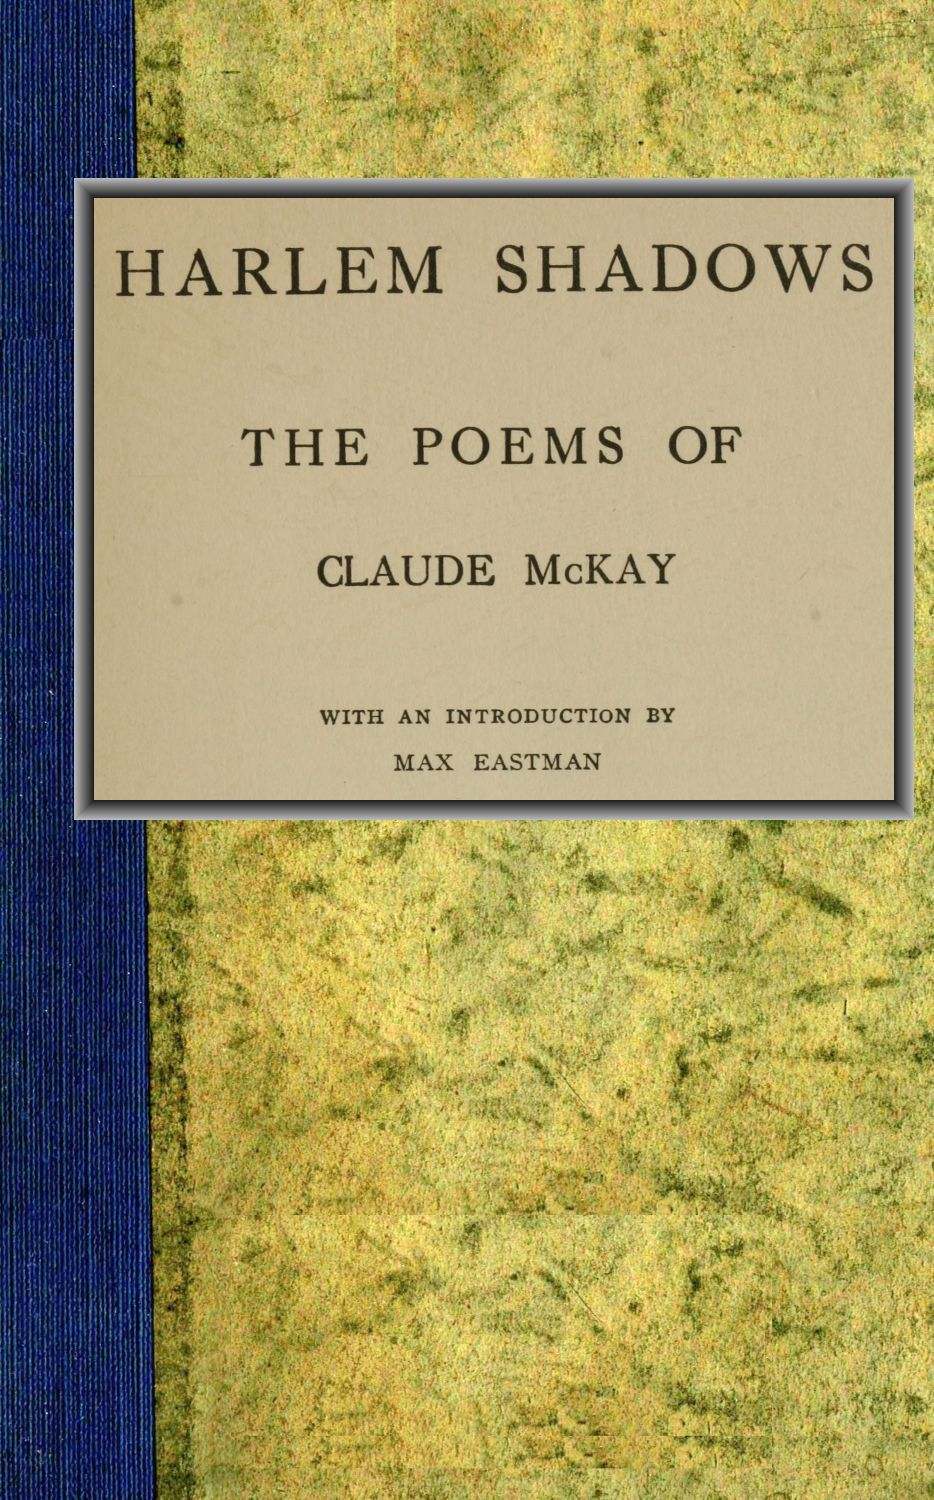 HARLEM SHADOWS
THE POEMS OF
CLAUDE McKAY
WITH AN INTRODUCTION BY
MAX EASTMAN